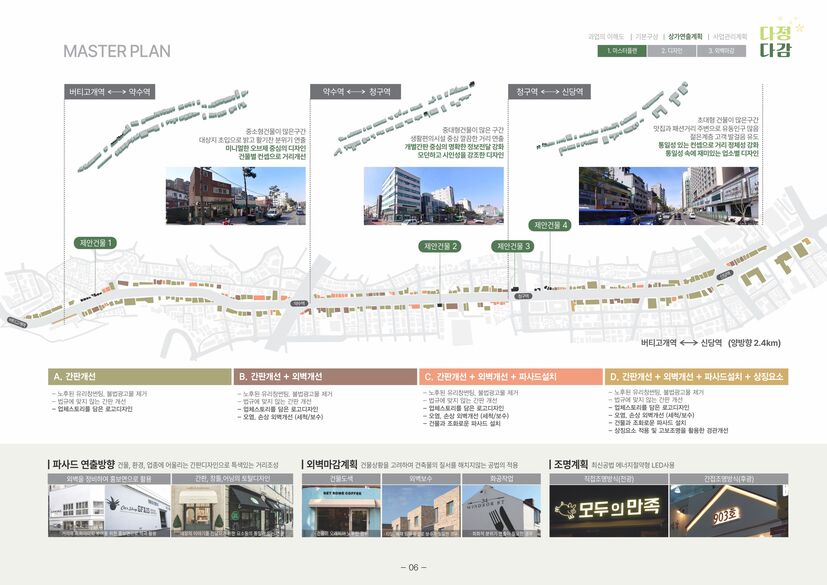 MASTER PLAN
과업의 이해도 | 기본구상 | 상가연출계획 | 사업관리계획
1. 마스터플랜 2. 디자인 3. 외벽마감
다정
다감
버티고개역 약수역
약수역 청구역
청구역 신당역
중소형건물이 많은구간
대상지 초입으로 밝고 활기찬 분위기 연출
미니멀한 오브제 중심의 디자인
건물별 컨셉으로 거리개선
중대형건물이 많은 구간
생활편의시설 중심 깔끔한 거리 연출
개별간판 중심의 명확한 정보전달 강화
모던하고 시인성을 강조한 디자인
초대형 건물이 많은구간
맛집과 패션거리 주변으로 유동인구 많음
젊은계층 고객 발걸음 유도
통일성 있는 컨셉으로 거리 정체성 강화
통일성 속에 재미있는 업소별 디자인
제안건물 1
제안건물 2
제안건물 3
제안건물 4
버티고개역
약수역
청구역
신당역
버티고개역 신당역 (양방향 2.4km)
A. 간판개선
– 노후된 유리창썬팅, 불법광고물 제거
– 법규에 맞지 않는 간판 개선
– 업체스토리를 담은 로고디자인
B. 간판개선 + 외벽개선
– 노후된 유리창썬팅, 불법광고물 제거
– 법규에 맞지 않는 간판 개선
– 업체스토리를 담은 로고디자인
– 오염, 손상 외벽개선 (세척/보수)
C. 간판개선 + 외벽개선 + 파사드설치
– 노후된 유리창썬팅, 불법광고물 제거
– 법규에 맞지 않는 간판 개선
– 업체스토리를 담은 로고디자인
– 오염, 손상 외벽개선 (세척/보수)
– 건물과 조화로운 파사드 설치
D. 간판개선 + 외벽개선 + 파사드설치 + 상징요소
– 노후된 유리창썬팅, 불법광고물 제거
– 법규에 맞지 않는 간판 개선
– 업체스토리를 담은 로고디자인
– 오염, 손상 외벽개선 (세척/보수)
– 건물과 조화로운 파사드 설치
– 상징요소 적용 및 고보조명을 활용한 경관개선
파사드 연출방향 건물, 환경, 업종에 어울리는 간판디자인으로 특색있는 거리조성
외벽을 정비하여 홍보면으로 활용
간판, 창틀, 어닝의 토탈디자인
외벽마감계획 건물상황을 고려하여 건축물의 질서를 해치지않는 공법의 적용
건물도색
외벽보수
화공작업
HEY HOME COFFEE
WINDSOR ST
조명계획 최신공법 에너지절약형 LED사용
직접조명방식(전광)
간접조명방식(후광)
모두의만족
903호
– 06 –